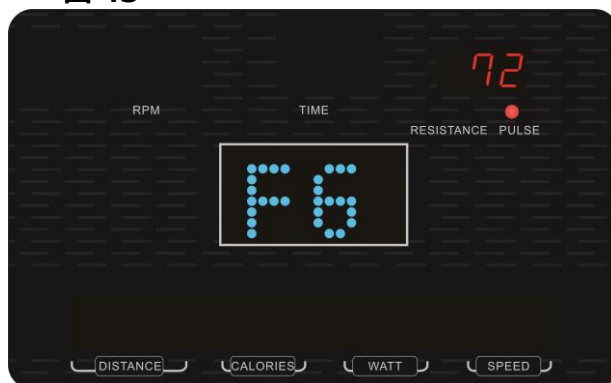 72
RPM TIME
RESISTANCE PULSE
F6
DISTANCE CALORIES WATT SPEED